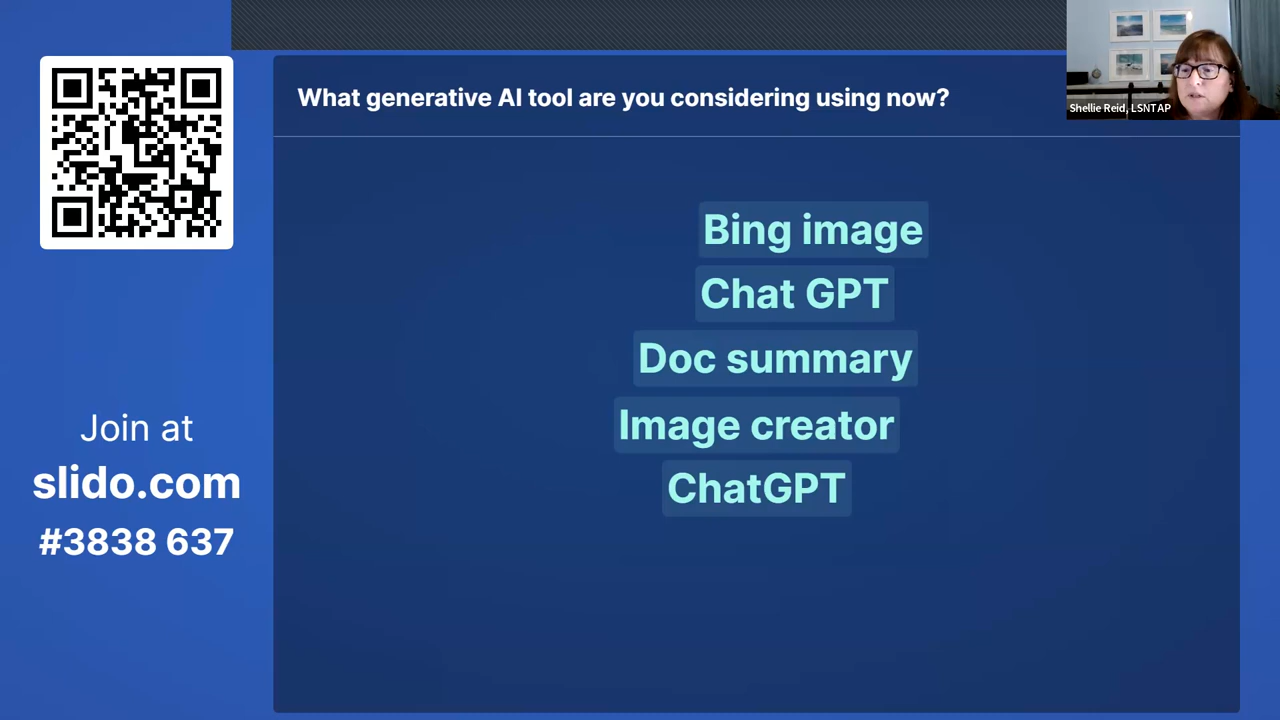 What generative AI tool are you considering using now?
Shellie Reid, LSNTAP
Bing image
Chat GPT
Doc summary
Image creator
ChatGPT
Join at
slido.com
#3838 637